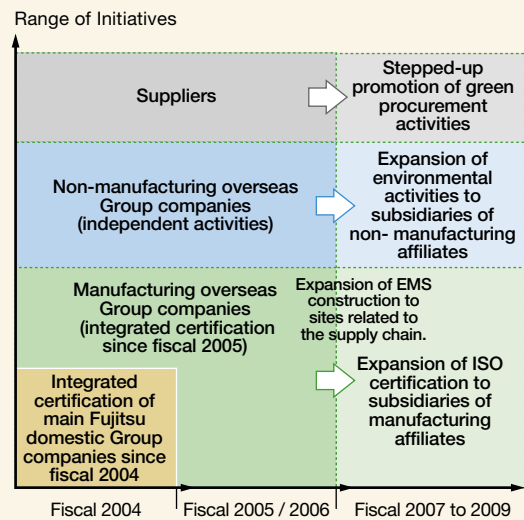 Range of Initiatives
Suppliers
Stepped-up
promotion of green
procurement
activities
Non-manufacturing overseas
Group companies
(independent activities)
Expansion of
environmental
activities to
subsidiaries of
non- manufacturing
affiliates
Manufacturing overseas
Group companies
(integrated certification
since fiscal 2005)
Expansion of EMS
construction to
sites related to
the supply chain.
Expansion of ISO
certification to
subsidiaries of
manufacturing
affiliates
Integrated
certification of
main Fujitsu
domestic Group
companies since
fiscal 2004
Fiscal 2004
Fiscal 2005 / 2006
Fiscal 2007 to 2009